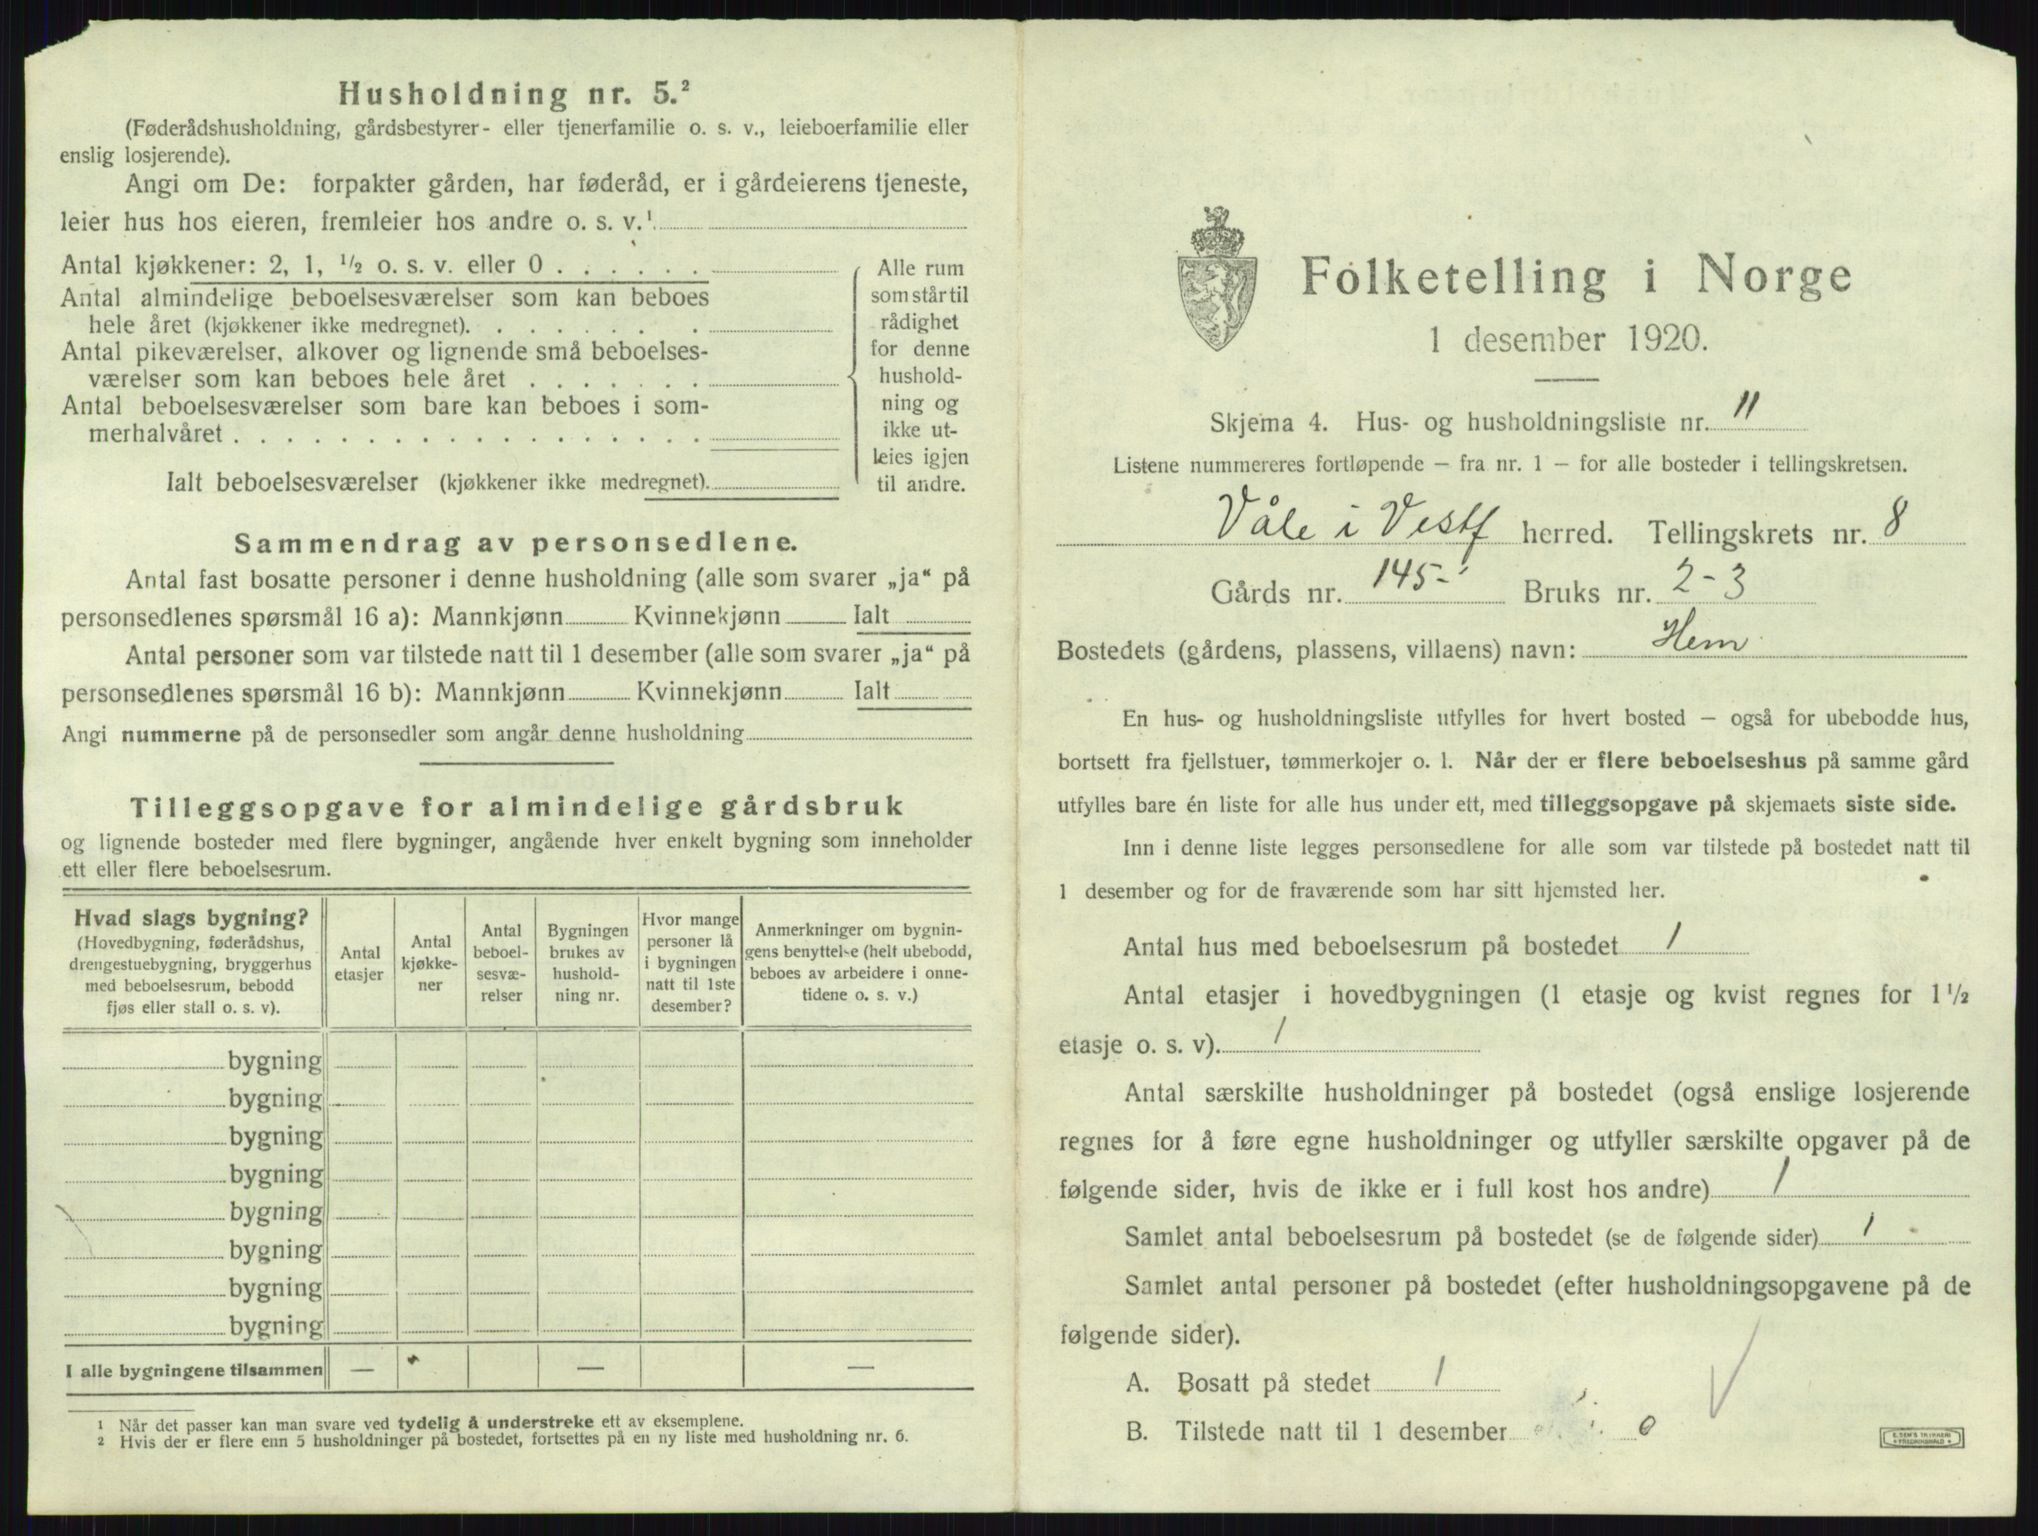 Husholdning nr. 5.²
(Føderådshusholdning, gårdsbestyrer- eller tjenerfamilie o. s. v., leieboerfamilie eller
enslig losjerende).
Angi om De: forpakter gården, har føderåd, er i gårdeierens tjeneste,
leier hus hos eieren, fremleier hos andre o. s. v.¹
Antal kjøkkener: 2, 1, ½ o. s. v. eller 0 . . . . . .
Antal almindelige beboelsesværelser som kan beboes
hele året (kjøkkener ikke medregnet). . . . . . . .
Antal pikeværelser, alkover og lignende små beboelses-
værelser som kan beboes hele året . . . . . . .
Antal beboelsesværelser som bare kan beboes i som-
merhalvåret . . . . . . . . . . . . . . . . . .
Ialt beboelsesværelser (kjøkkener ikke medregnet).
Alle rum
som står til
rådighet
for denne
hushold-
ning og
ikke ut-
leies igjen
til andre.
Sammendrag av personsedlene.
Antal fast bosatte personer i denne husholdning (alle som svarer „ja“ på
personsedlenes spørsmål 16 a): Mannkjønn Kvinnekjønn Ialt
Antal personer som var tilstede natt til 1 desember (alle som svarer „ja“ på
personsedlenes spørsmål 16 b): Mannkjønn Kvinnekjønn Ialt
Angi nummerne på de personsedler som angår denne husholdning
Tilleggsopgave for almindelige gårdsbruk
og lignende bosteder med flere bygninger, angående hver enkelt bygning som inneholder
ett eller flere beboelsesrum.
Hvad slags bygning?
(Hovedbygning, føderådshus,
drengestuebygning, bryggerhus
med beboelsesrum, bebodd
fjøs eller stall o. s. v).
Antal
etasjer
Antal
kjøkke-
ner
Antal
beboel-
sesvæ-
relser
Bygningen
brukes av
hushold-
ning nr.
Hvor mange
personer lå
i bygningen
natt til 1ste
desember?
Anmerkninger om bygnin-
gens benyttelse (helt ubebodd,
beboes av arbeidere i onne-
tidene o. s. v.)
bygning
bygning
bygning
bygning
bygning
bygning
bygning
bygning
I alle bygningene tilsammen — — —
1 Når det passer kan man svare ved tydelig å understreke ett av eksemplene.
2 Hvis der er flere enn 5 husholdninger på bostedet, fortsettes på en ny liste med husholdning nr. 6.
Folketelling i Norge
1 desember 1920.
Skjema 4. Hus- og husholdningsliste nr. 11
Listene nummereres fortløpende – fra nr. 1 – for alle bosteder i tellingskretsen.
Våle i Vestf herred. Tellingskrets nr. 8
Gårds nr. 145- Bruks nr. 2-3
Bostedets (gårdens, plassens, villaens) navn: Hem
En hus- og husholdningsliste utfylles for hvert bosted – også for ubebodde hus,
bortsett fra fjellstuer, tømmerkojer o. l. Når der er flere beboelseshus på samme gård
utfylles bare én liste for alle hus under ett, med tilleggsopgave på skjemaets siste side.
Inn i denne liste legges personsedlene for alle som var tilstede på bostedet natt til
1 desember og for de fraværende som har sitt hjemsted her.
Antal hus med beboelsesrum på bostedet 1
Antal etasjer i hovedbygningen (1 etasje og kvist regnes for 1½
etasje o. s. v). 1
Antal særskilte husholdninger på bostedet (også enslige losjerende
regnes for å føre egne husholdninger og utfyller særskilte opgaver på de
følgende sider, hvis de ikke er i full kost hos andre) 1
Samlet antal beboelsesrum på bostedet (se de følgende sider) 1
Samlet antal personer på bostedet (efter husholdningsopgavene på de
følgende sider).
A. Bosatt på stedet 1
B. Tilstede natt til 1 desember 0